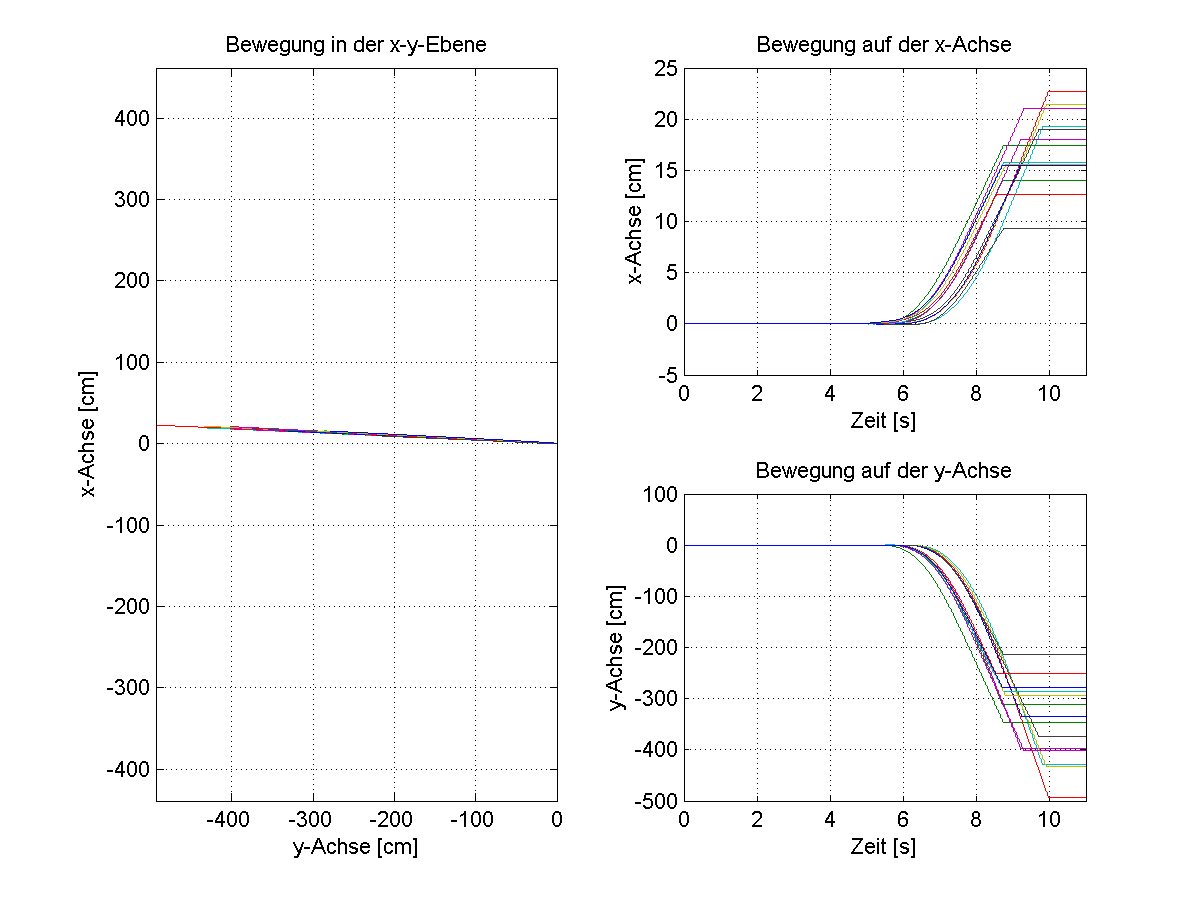 Bewegung in der x-y-Ebene
400
300
200
100
0
-100
-200
-300
-400
x-Achse [cm]
-400 -300 -200 -100 0
y-Achse [cm]
Bewegung auf der x-Achse
25
20
15
10
5
0
-5
x-Achse [cm]
0 2 4 6 8 10
Zeit [s]
Bewegung auf der y-Achse
100
0
-100
-200
-300
-400
-500
y-Achse [cm]
0 2 4 6 8 10
Zeit [s]